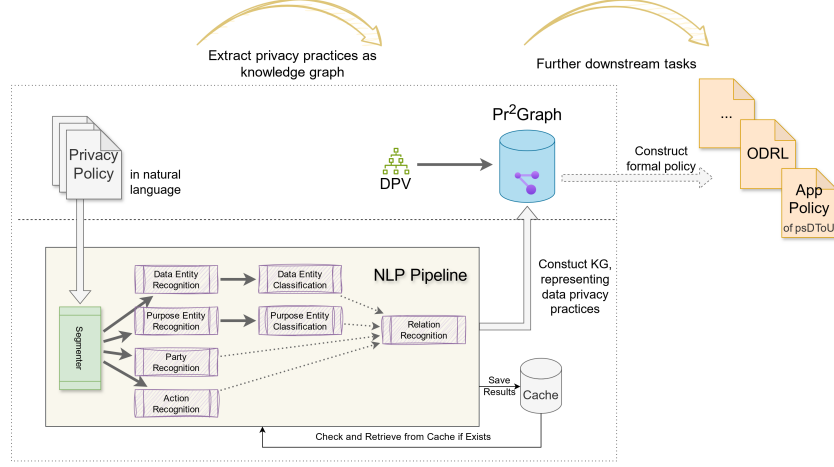 Extract privacy practices as
knowledge graph
Further downstream tasks
Privacy
Policy
in natural
language
DPV
Pr²Graph
Construct
formal policy
...
ODRL
App
Policy
of psDToU
NLP Pipeline
Segmenter
Data Entity
Recognition
Data Entity
Classification
Purpose Entity
Recognition
Purpose Entity
Classification
Party
Recognition
Action
Recognition
Relation
Recognition
Constuct KG,
representing
data privacy
practices
Save
Results
Cache
Check and Retrieve from Cache if Exists